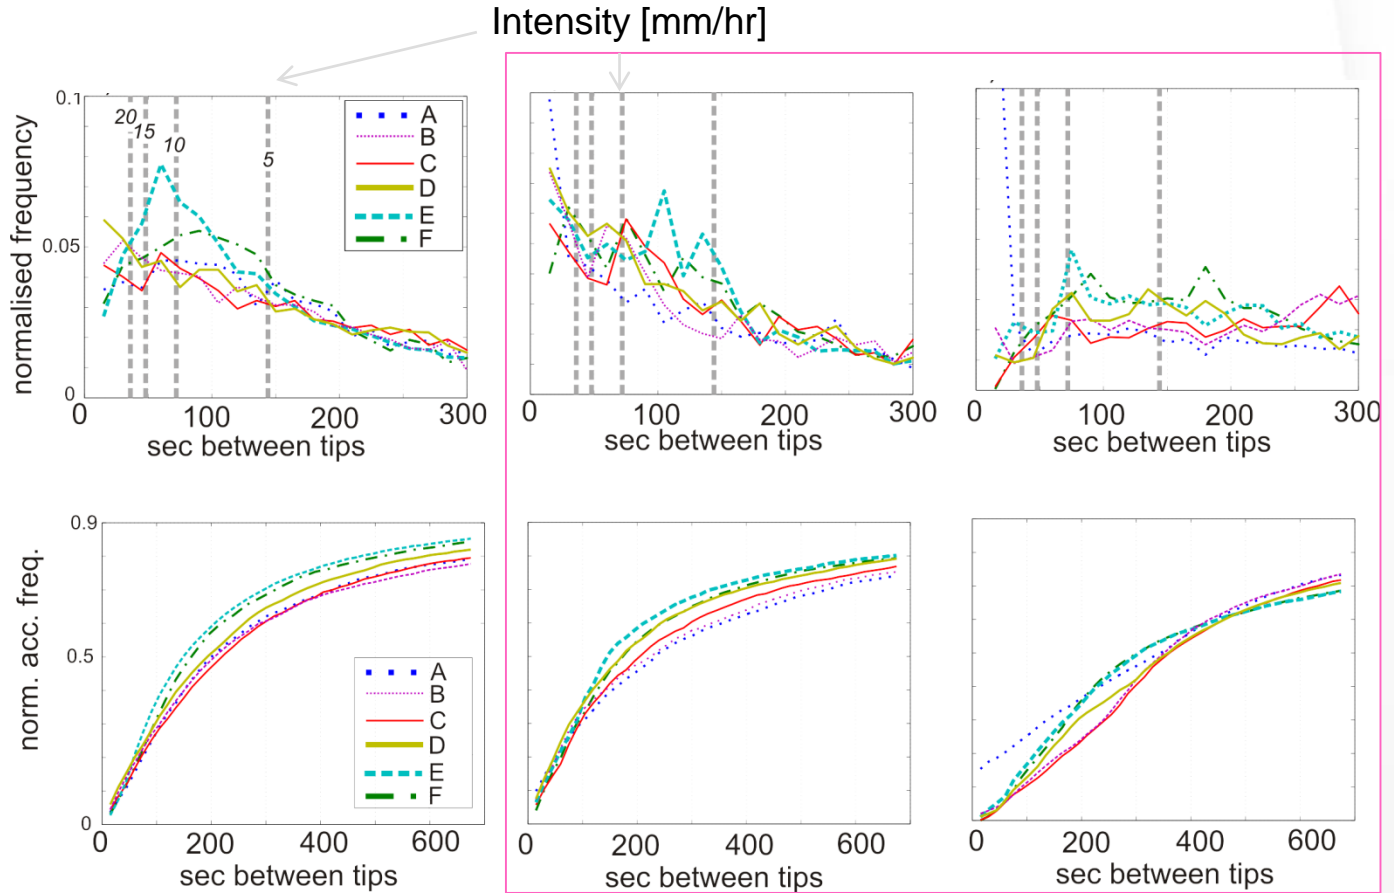 Intensity [mm/hr]
0.1
20
15
10
5
A
B
C
D
E
F
normalised frequency
0.05
0
0 100 200 300
sec between tips
0 100 200 300
sec between tips
0 100 200 300
sec between tips
0.9
norm. acc. freq.
0.5
A
B
C
D
E
F
0
0 200 400 600
sec between tips
0 200 400 600
sec between tips
0 200 400 600
sec between tips